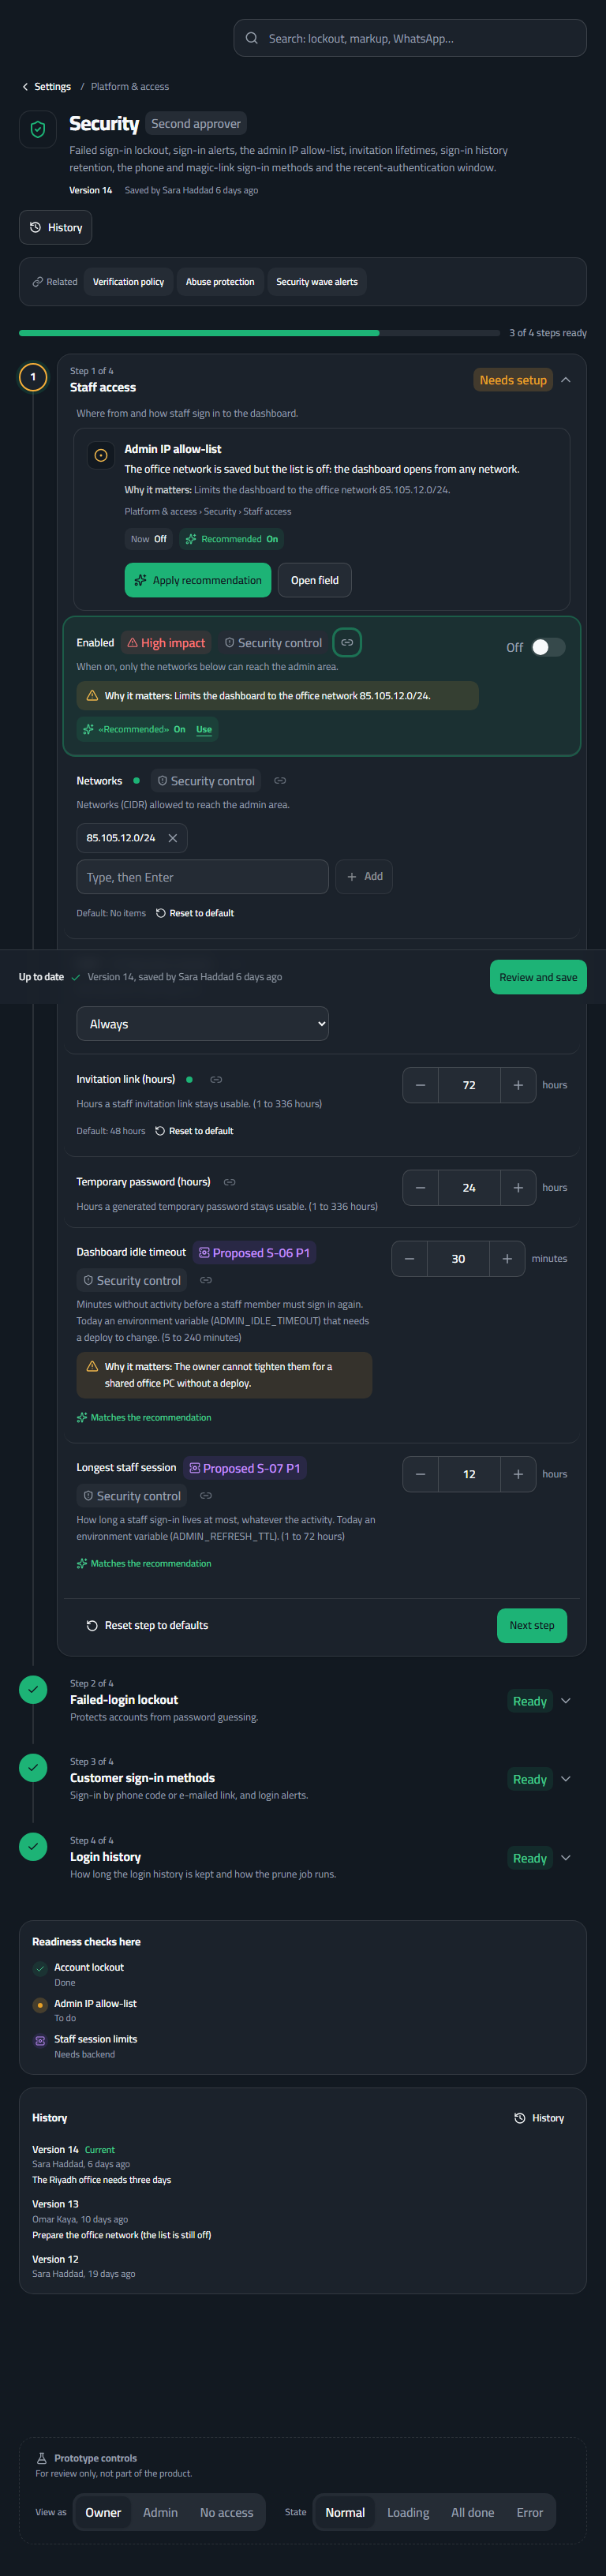 Search: lockout, markup, WhatsApp...
Settings / Platform & access
Security Second approver
Failed sign-in lockout, sign-in alerts, the admin IP allow-list, invitation lifetimes, sign-in history
retention, the phone and magic-link sign-in methods and the recent-authentication window.
Version 14 Saved by Sara Haddad 6 days ago
History
Related Verification policy Abuse protection Security wave alerts
3 of 4 steps ready
1
Step 1 of 4
Staff access
Needs setup
Where from and how staff sign in to the dashboard.
Admin IP allow-list
The office network is saved but the list is off: the dashboard opens from any network.
Why it matters: Limits the dashboard to the office network 85.105.12.0/24.
Platform & access › Security › Staff access
Now Off Recommended On
Apply recommendation Open field
Enabled High impact Security control Off
When on, only the networks below can reach the admin area.
Why it matters: Limits the dashboard to the office network 85.105.12.0/24.
«Recommended» On Use
Networks Security control
Networks (CIDR) allowed to reach the admin area.
85.105.12.0/24
Type, then Enter Add
Default: No items Reset to default
Up to date Version 14, saved by Sara Haddad 6 days ago Review and save
Always
Invitation link (hours) 72 hours
Hours a staff invitation link stays usable. (1 to 336 hours)
Default: 48 hours Reset to default
Temporary password (hours) 24 hours
Hours a generated temporary password stays usable. (1 to 336 hours)
Dashboard idle timeout Proposed S-06 P1 30 minutes
Security control
Minutes without activity before a staff member must sign in again.
Today an environment variable (ADMIN_IDLE_TIMEOUT) that needs
a deploy to change. (5 to 240 minutes)
Why it matters: The owner cannot tighten them for a
shared office PC without a deploy.
Matches the recommendation
Longest staff session Proposed S-07 P1 12 hours
Security control
How long a staff sign-in lives at most, whatever the activity. Today an
environment variable (ADMIN_REFRESH_TTL). (1 to 72 hours)
Matches the recommendation
Reset step to defaults Next step
Step 2 of 4
Failed-login lockout
Protects accounts from password guessing.
Ready
Step 3 of 4
Customer sign-in methods
Sign-in by phone code or e-mailed link, and login alerts.
Ready
Step 4 of 4
Login history
How long the login history is kept and how the prune job runs.
Ready
Readiness checks here
Account lockout
Done
Admin IP allow-list
To do
Staff session limits
Needs backend
History History
Version 14 Current
Sara Haddad, 6 days ago
The Riyadh office needs three days
Version 13
Omar Kaya, 10 days ago
Prepare the office network (the list is still off)
Version 12
Sara Haddad, 19 days ago
Prototype controls
For review only, not part of the product.
View as Owner Admin No access State Normal Loading All done Error